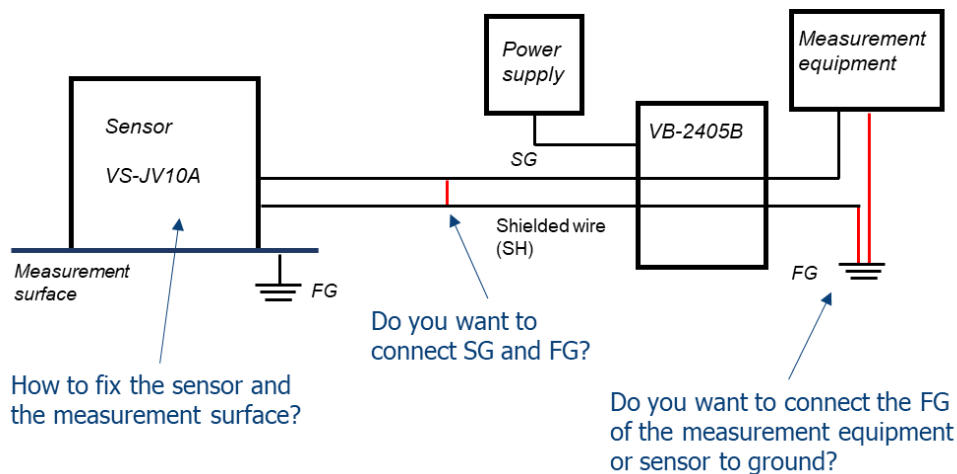 Power
supply
Measurement
equipment
Sensor
VS-JV10A
VB-2405B
SG
Shielded wire
(SH)
Measurement
surface
FG
FG
Do you want to
connect SG and FG?
How to fix the sensor and
the measurement surface?
Do you want to connect the FG
of the measurement equipment
or sensor to ground?